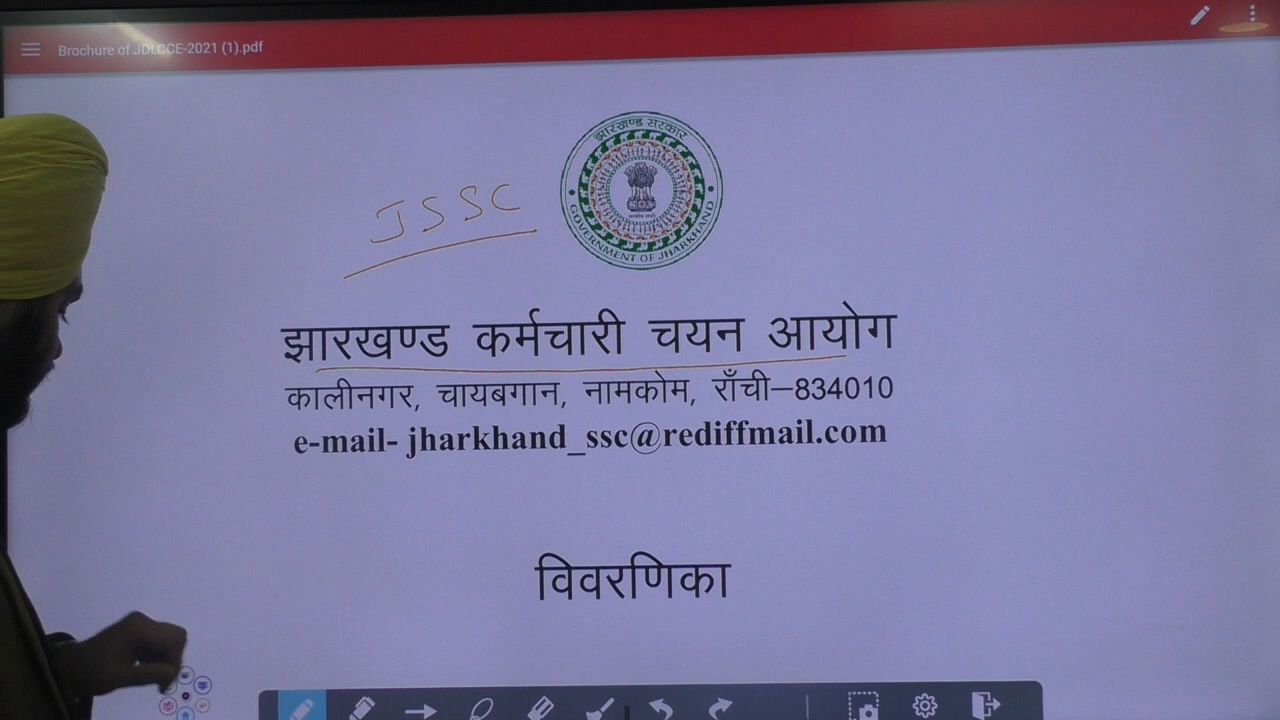 Brochure of JDLCCE-2021 (1).pdf
झारखण्ड सरकार
GOVERNMENT OF JHARKHAND
JSSC
झारखण्ड कर्मचारी चयन आयोग
कालीनगर, चायबगान, नामकोम, राँची–834010
e-mail- jharkhand_ssc@rediffmail.com
विवरणिका